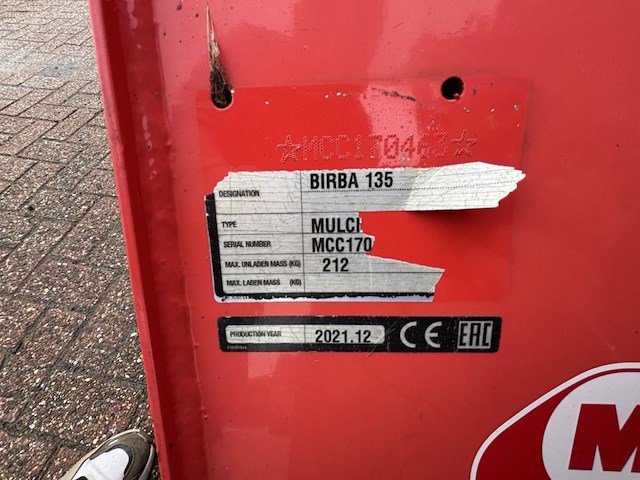 ☆MCC170463☆
DESIGNATION BIRBA 135
TYPE MULCH
SERIAL NUMBER MCC170
MAX. UNLADEN MASS (KG) 212
MAX. LADEN MASS (KG)
PRODUCTION YEAR 2021.12 CE EAC
M